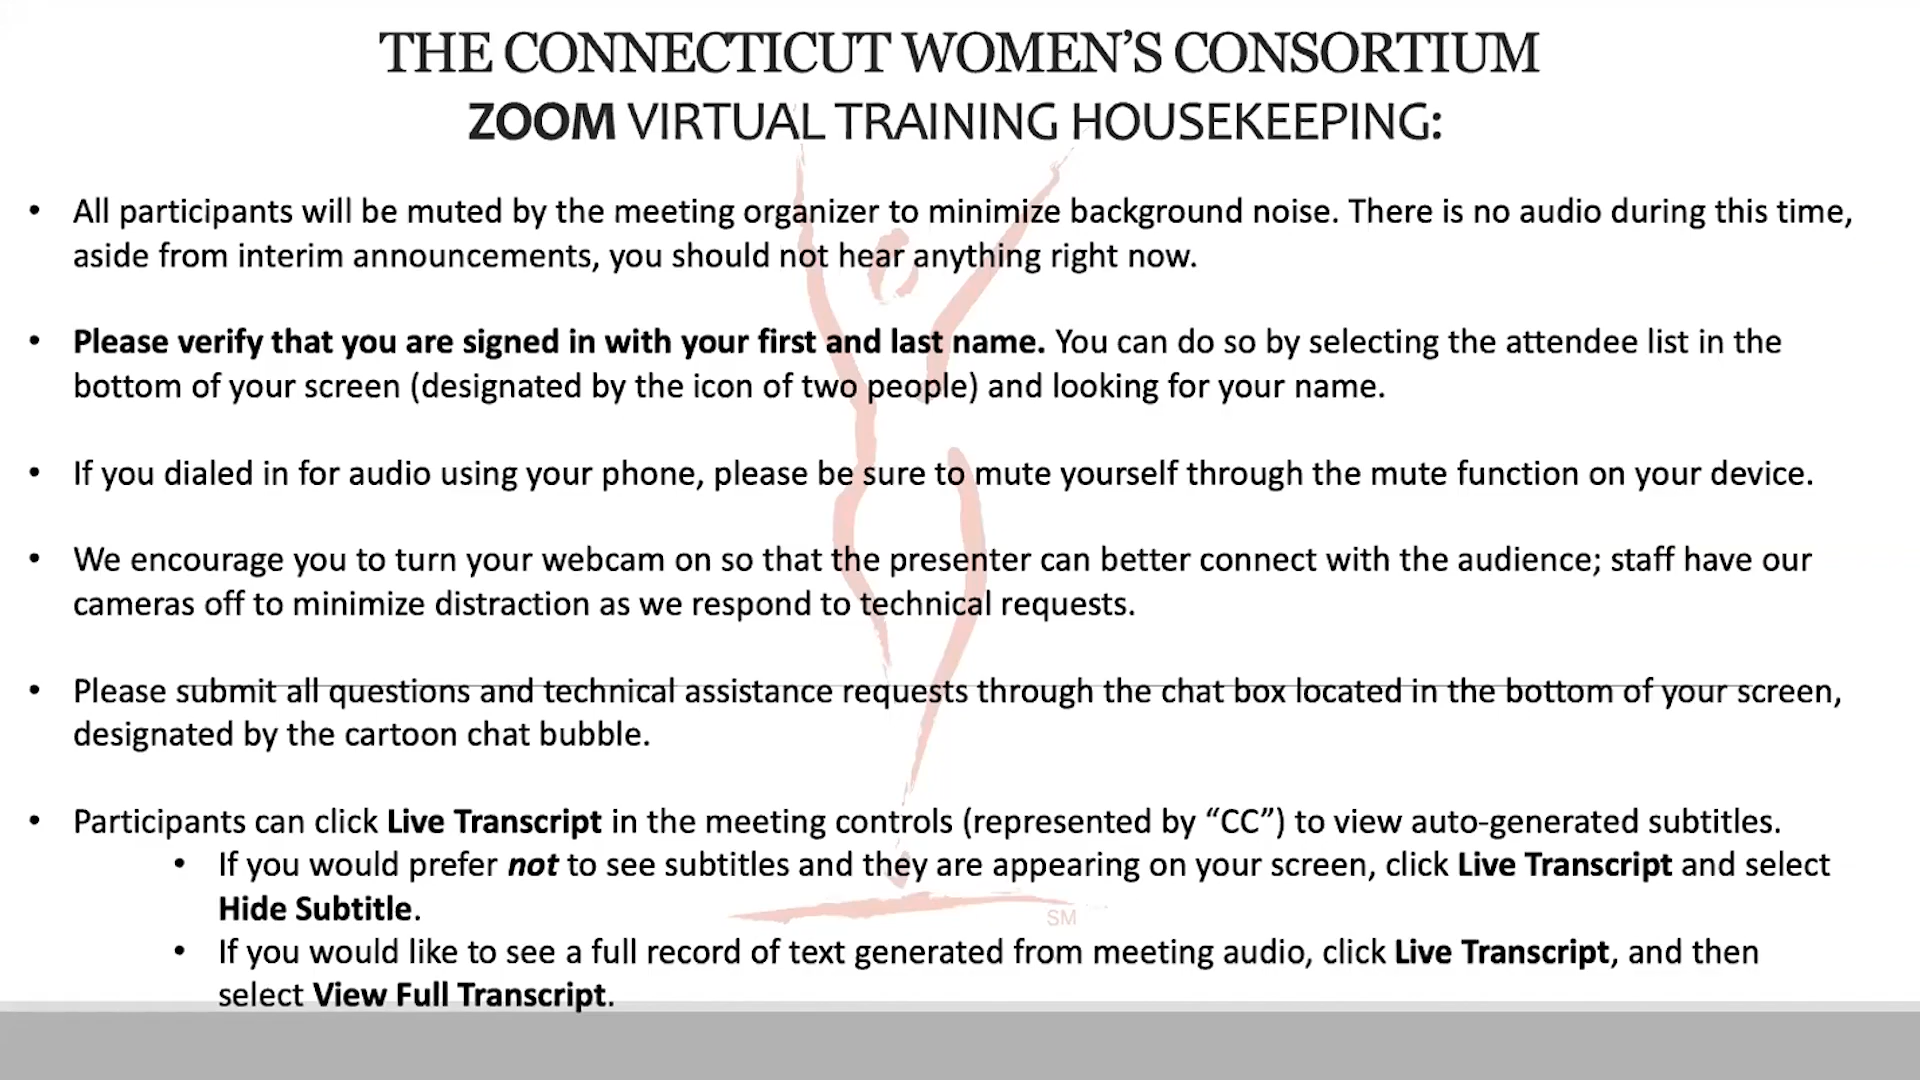 THE CONNECTICUT WOMEN’S CONSORTIUM
ZOOM VIRTUAL TRAINING HOUSEKEEPING:
• All participants will be muted by the meeting organizer to minimize background noise. There is no audio during this time,
aside from interim announcements, you should not hear anything right now.
• Please verify that you are signed in with your first and last name. You can do so by selecting the attendee list in the
bottom of your screen (designated by the icon of two people) and looking for your name.
• If you dialed in for audio using your phone, please be sure to mute yourself through the mute function on your device.
• We encourage you to turn your webcam on so that the presenter can better connect with the audience; staff have our
cameras off to minimize distraction as we respond to technical requests.
• Please submit all questions and technical assistance requests through the chat box located in the bottom of your screen,
designated by the cartoon chat bubble.
• Participants can click Live Transcript in the meeting controls (represented by “CC”) to view auto-generated subtitles.
• If you would prefer not to see subtitles and they are appearing on your screen, click Live Transcript and select
Hide Subtitle.
SM
• If you would like to see a full record of text generated from meeting audio, click Live Transcript, and then
select View Full Transcript.